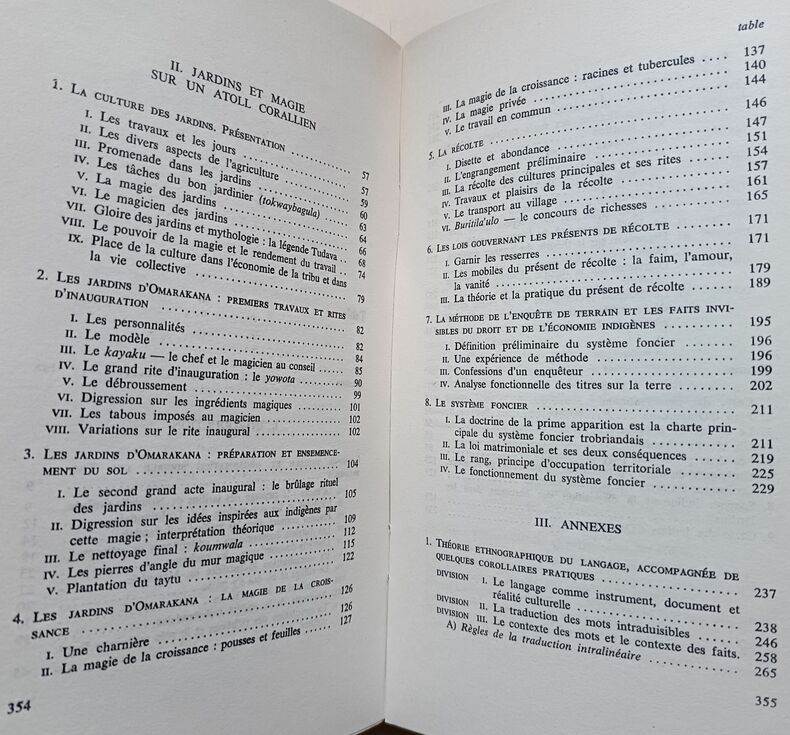 II. JARDINS ET MAGIE
SUR UN ATOLL CORALLIEN
1. LA CULTURE DES JARDINS. PRÉSENTATION .......... 57
I. Les travaux et les jours .......... 57
II. Les divers aspects de l'agriculture .......... 59
III. Promenade dans les jardins .......... 60
IV. Les tâches du bon jardinier (tokwaybagula) .......... 63
V. La magie des jardins .......... 64
VI. Le magicien des jardins .......... 66
VII. Gloire des jardins et mythologie : la légende Tudava .. 68
VIII. Le pouvoir de la magie et le rendement du travail .. 74
IX. Place de la culture dans l'économie de la tribu et dans
la vie collective .......... 79
2. LES JARDINS D'OMARAKANA : PREMIERS TRAVAUX ET RITES
D'INAUGURATION .......... 82
I. Les personnalités .......... 82
II. Le modèle .......... 84
III. Le kayaku — le chef et le magicien au conseil .......... 85
IV. Le grand rite d'inauguration : le yowota .......... 90
V. Le débroussement .......... 99
VI. Digression sur les ingrédients magiques .......... 101
VII. Les tabous imposés au magicien .......... 102
VIII. Variations sur le rite inaugural .......... 102
3. LES JARDINS D'OMARAKANA : PRÉPARATION ET ENSEMENCE-
MENT DU SOL .......... 104
I. Le second grand acte inaugural : le brûlage rituel
des jardins .......... 105
II. Digression sur les idées inspirées aux indigènes par
cette magie ; interprétation théorique .......... 109
III. Le nettoyage final : koumwala .......... 112
IV. Les pierres d'angle du mur magique .......... 115
V. Plantation du taytu .......... 122
4. LES JARDINS D'OMARAKANA : LA MAGIE DE LA CROIS-
SANCE .......... 126
I. Une charnière .......... 126
II. La magie de la croissance : pousses et feuilles .......... 127
354
table
III. La magie de la croissance : racines et tubercules .... 137
IV. La magie privée .......... 140
V. Le travail en commun .......... 144
5. LA RÉCOLTE .......... 146
I. Disette et abondance .......... 147
II. L'engrangement préliminaire .......... 151
III. La récolte des cultures principales et ses rites .......... 154
IV. Travaux et plaisirs de la récolte .......... 157
V. Le transport au village .......... 161
VI. Buritila'ulo — le concours de richesses .......... 165
6. LES LOIS GOUVERNANT LES PRÉSENTS DE RÉCOLTE .......... 171
I. Garnir les resserres .......... 171
II. Les mobiles du présent de récolte : la faim, l'amour,
la vanité .......... 179
III. La théorie et la pratique du présent de récolte .......... 189
7. LA MÉTHODE DE L'ENQUÊTE DE TERRAIN ET LES FAITS INVI-
SIBLES DU DROIT ET DE L'ÉCONOMIE INDIGÈNES .......... 195
I. Définition préliminaire du système foncier .......... 196
II. Une expérience de méthode .......... 196
III. Confessions d'un enquêteur .......... 199
IV. Analyse fonctionnelle des titres sur la terre .......... 202
8. LE SYSTÈME FONCIER .......... 211
I. La doctrine de la prime apparition est la charte prin-
cipale du système foncier trobriandais .......... 211
II. La loi matrimoniale et ses deux conséquences .......... 219
III. Le rang, principe d'occupation territoriale .......... 225
IV. Le fonctionnement du système foncier .......... 229
III. ANNEXES
1. THÉORIE ETHNOGRAPHIQUE DU LANGAGE, ACCOMPAGNÉE DE
QUELQUES COROLLAIRES PRATIQUES .......... 237
DIVISION I. Le langage comme instrument, document et
réalité culturelle .......... 238
DIVISION II. La traduction des mots intraduisibles .......... 246
DIVISION III. Le contexte des mots et le contexte des faits. 258
A) Règles de la traduction intralinéaire .......... 265
355